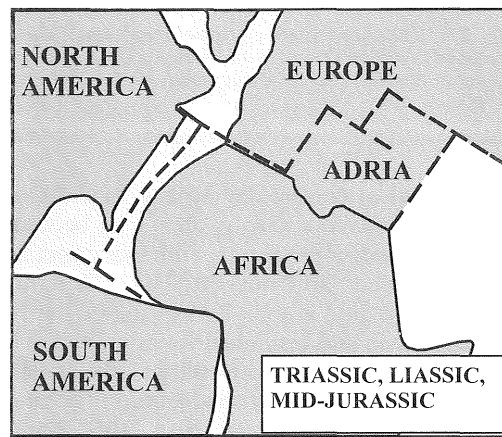 NORTH
AMERICA
EUROPE
ADRIA
AFRICA
SOUTH
AMERICA
TRIASSIC, LIASSIC,
MID-JURASSIC